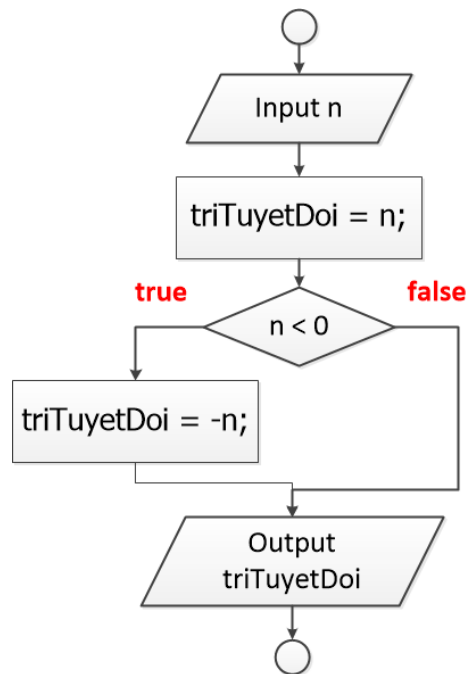 Input n
triTuyetDoi = n;
true
false
n < 0
triTuyetDoi = -n;
Output
triTuyetDoi